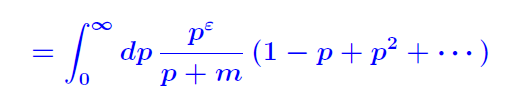 = ∫₀^∞ dp p^ε / (p + m) (1 − p + p² + ⋯)